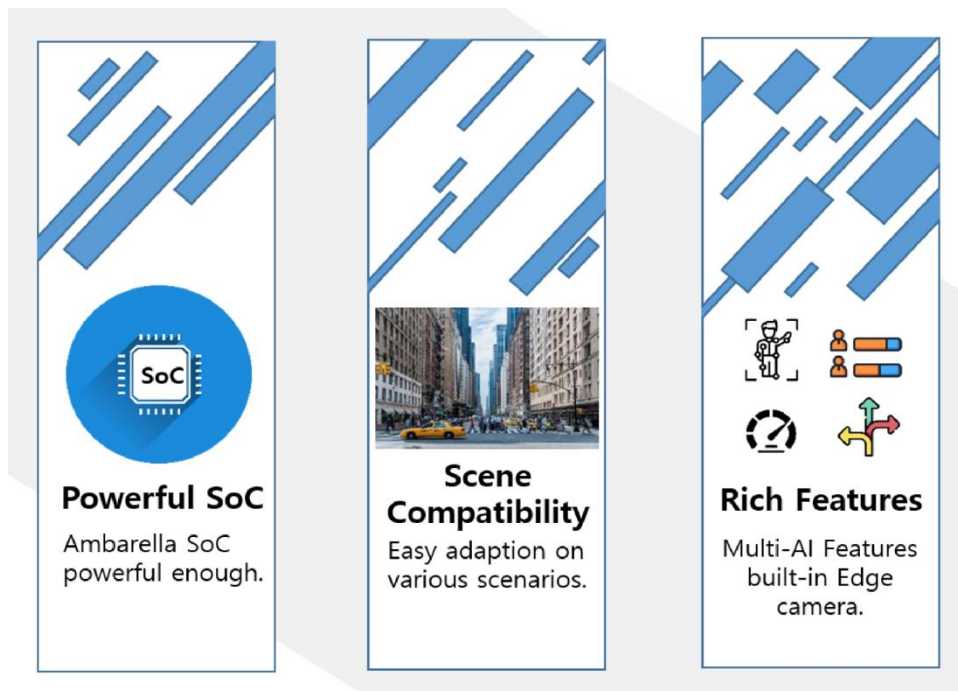 SoC
Powerful SoC
Ambarella SoC
powerful enough.
Scene
Compatibility
Easy adaption on
various scenarios.
Rich Features
Multi-AI Features
built-in Edge
camera.